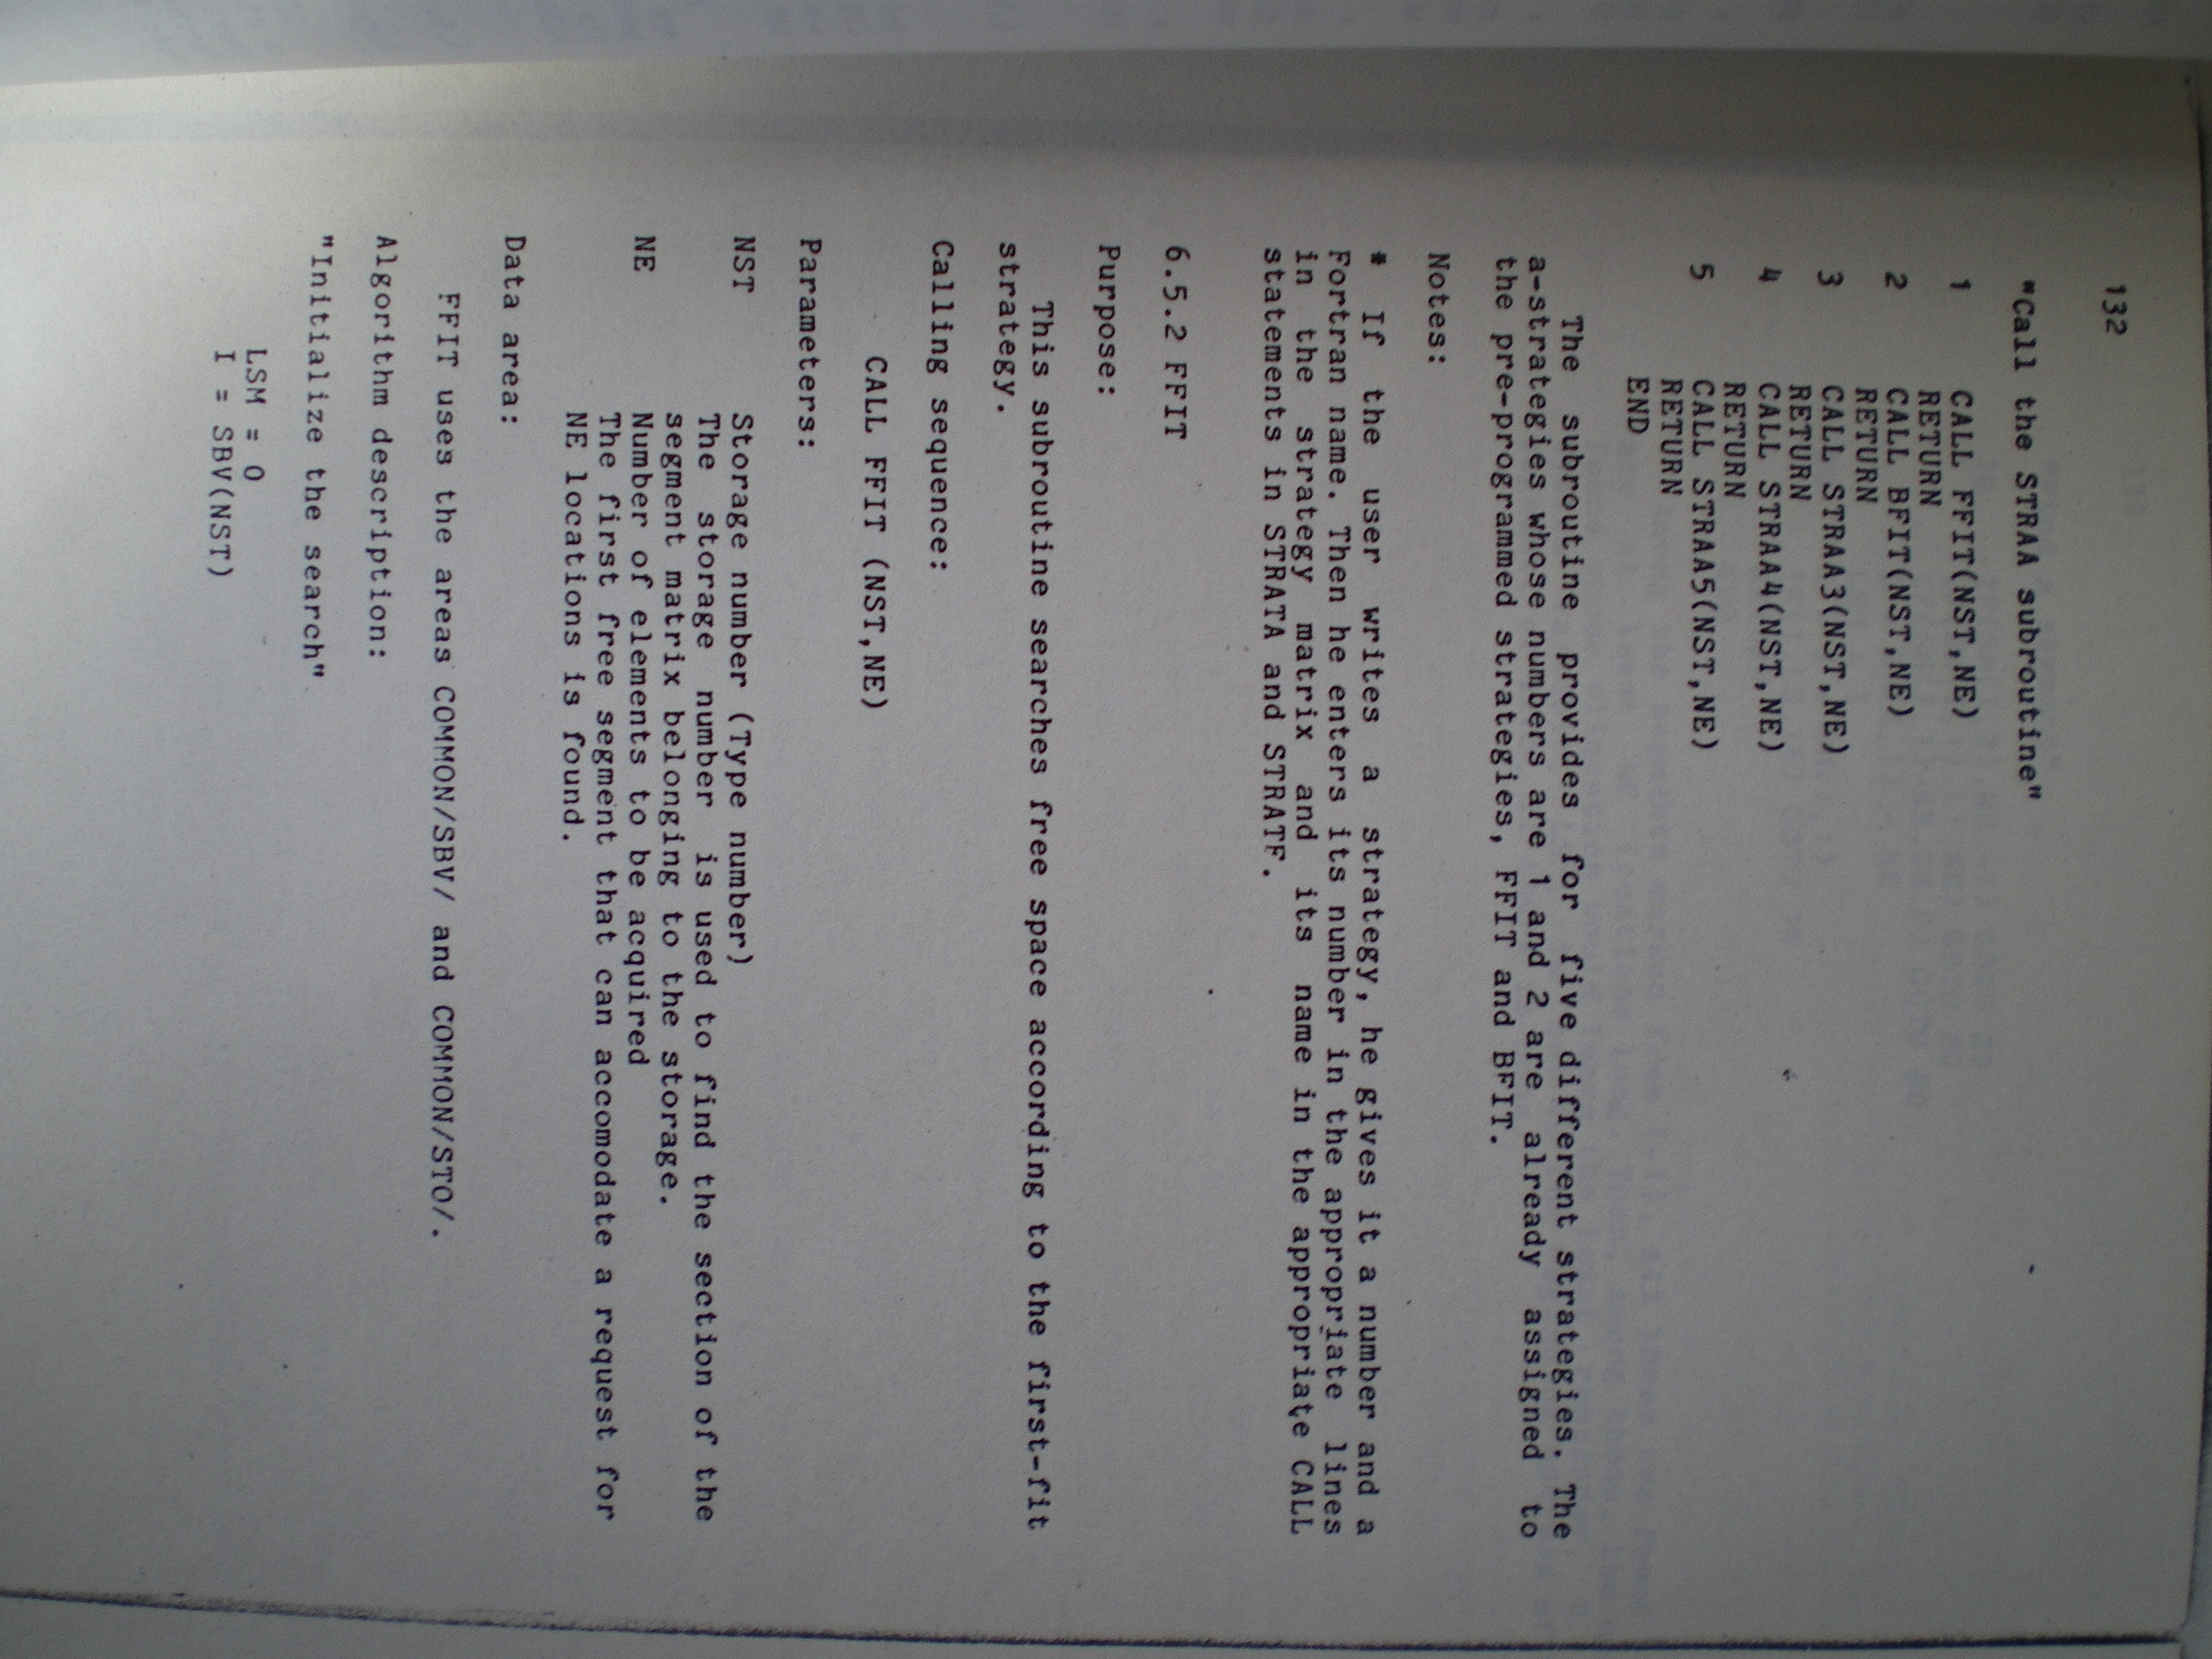 132
"Call the STRAA subroutine"
1 CALL FFIT(NST,NE)
RETURN
2 CALL BFIT(NST,NE)
RETURN
3 CALL STRAA3(NST,NE)
RETURN
4 CALL STRAA4(NST,NE)
RETURN
5 CALL STRAA5(NST,NE)
RETURN
END
The subroutine provides for five different strategies. The
a-strategies whose numbers are 1 and 2 are already assigned to
the pre-programmed strategies, FFIT and BFIT.
Notes:
* If the user writes a strategy, he gives it a number and a
Fortran name. Then he enters its number in the appropriate lines
in the strategy matrix and its name in the appropriate CALL
statements in STRATA and STRATF.
6.5.2 FFIT
Purpose:
This subroutine searches free space according to the first-fit
strategy.
Calling sequence:
CALL FFIT (NST,NE)
Parameters:
NST Storage number (Type number)
The storage number is used to find the section of the
segment matrix belonging to the storage.
NE Number of elements to be acquired
The first free segment that can accomodate a request for
NE locations is found.
Data area:
FFIT uses the areas COMMON/SBV/ and COMMON/STO/.
Algorithm description:
"Initialize the search"
LSM = 0
I = SBV(NST)